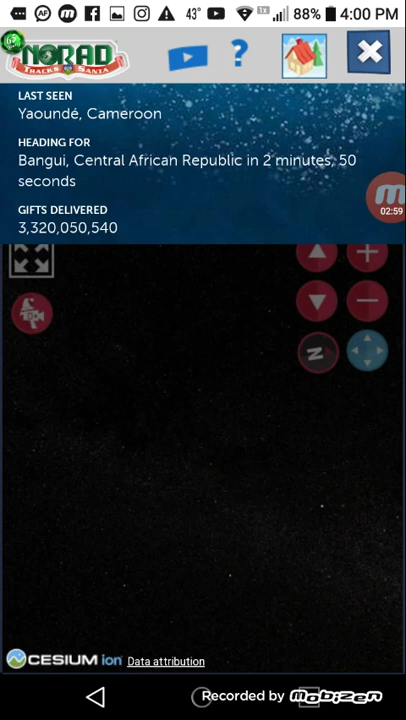 43° 1x 88% 4:00 PM
65
NORAD
TRACKS SANTA
LAST SEEN
Yaoundé, Cameroon
HEADING FOR
Bangui, Central African Republic in 2 minutes, 50
seconds
02:59
GIFTS DELIVERED
3,320,050,540
N
CESIUM ion Data attribution
Recorded by mobizen